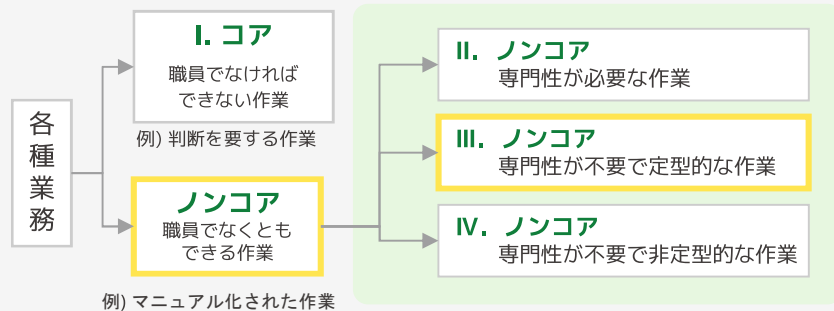 各種業務
I. コア
職員でなければ
できない作業
例) 判断を要する作業
ノンコア
職員でなくとも
できる作業
例) マニュアル化された作業
II. ノンコア
専門性が必要な作業
III. ノンコア
専門性が不要で定型的な作業
IV. ノンコア
専門性が不要で非定型的な作業